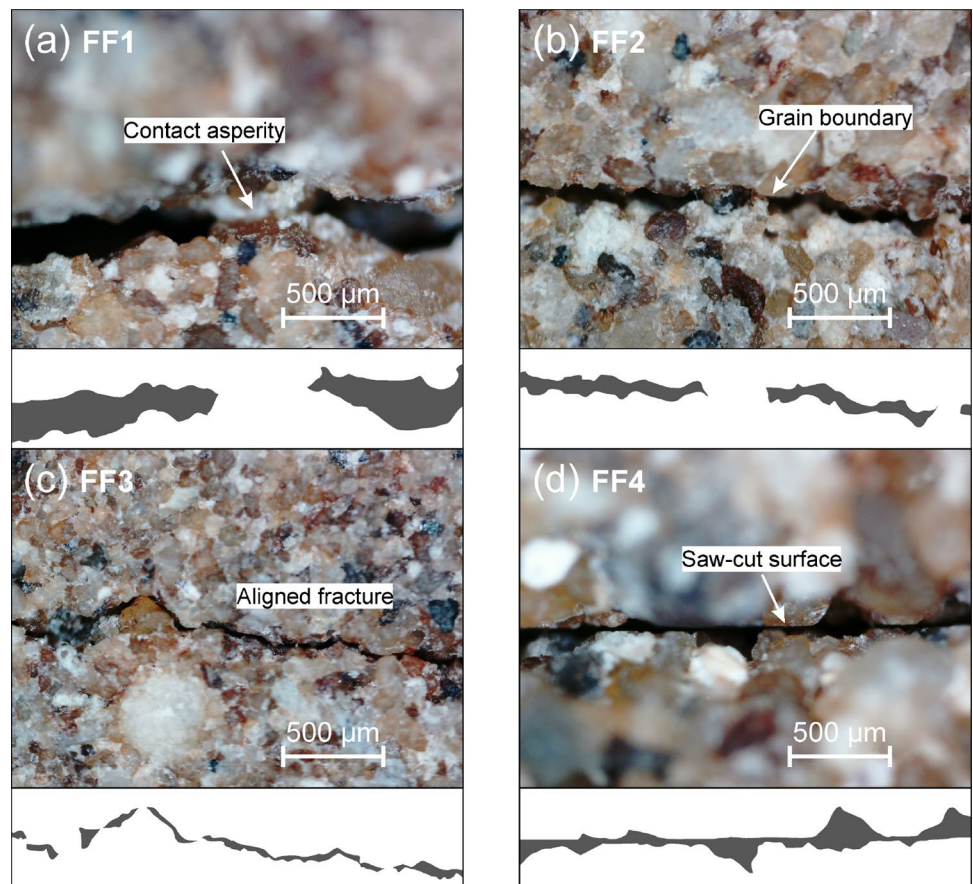 (a) FF1
Contact asperity
500 µm
(b) FF2
Grain boundary
500 µm
(c) FF3
Aligned fracture
500 µm
(d) FF4
Saw-cut surface
500 µm